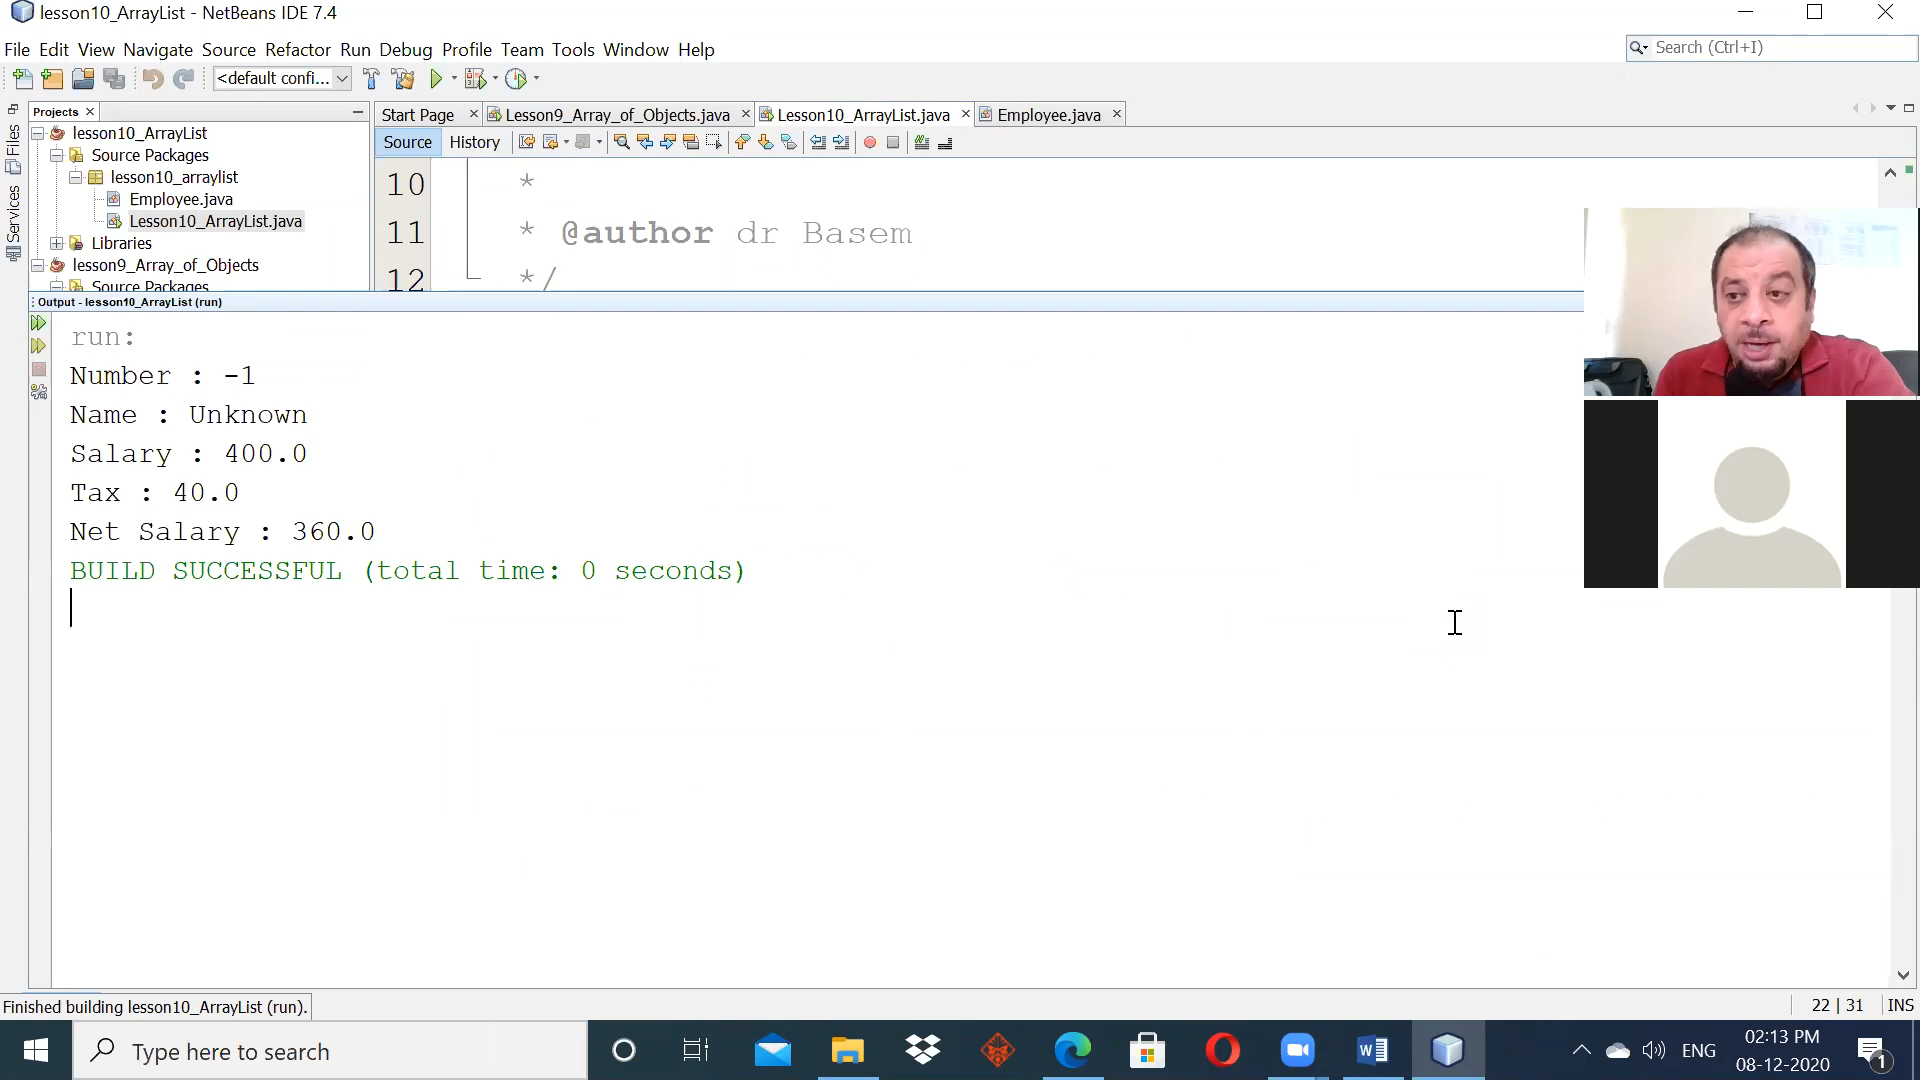 lesson10_ArrayList - NetBeans IDE 7.4
File Edit View Navigate Source Refactor Run Debug Profile Team Tools Window Help
Search (Ctrl+I)
<default confi...
Projects
Start Page
Lesson9_Array_of_Objects.java
Lesson10_ArrayList.java
Employee.java
Files
Services
lesson10_ArrayList
Source Packages
lesson10_arraylist
Employee.java
Lesson10_ArrayList.java
Libraries
lesson9_Array_of_Objects
Source Packages
Source History
10 *
11 * @author dr Basem
12 */
Output - lesson10_ArrayList (run)
run:
Number : -1
Name : Unknown
Salary : 400.0
Tax : 40.0
Net Salary : 360.0
BUILD SUCCESSFUL (total time: 0 seconds)
Finished building lesson10_ArrayList (run).
22 | 31 INS
Type here to search
ENG
02:13 PM
08-12-2020
1